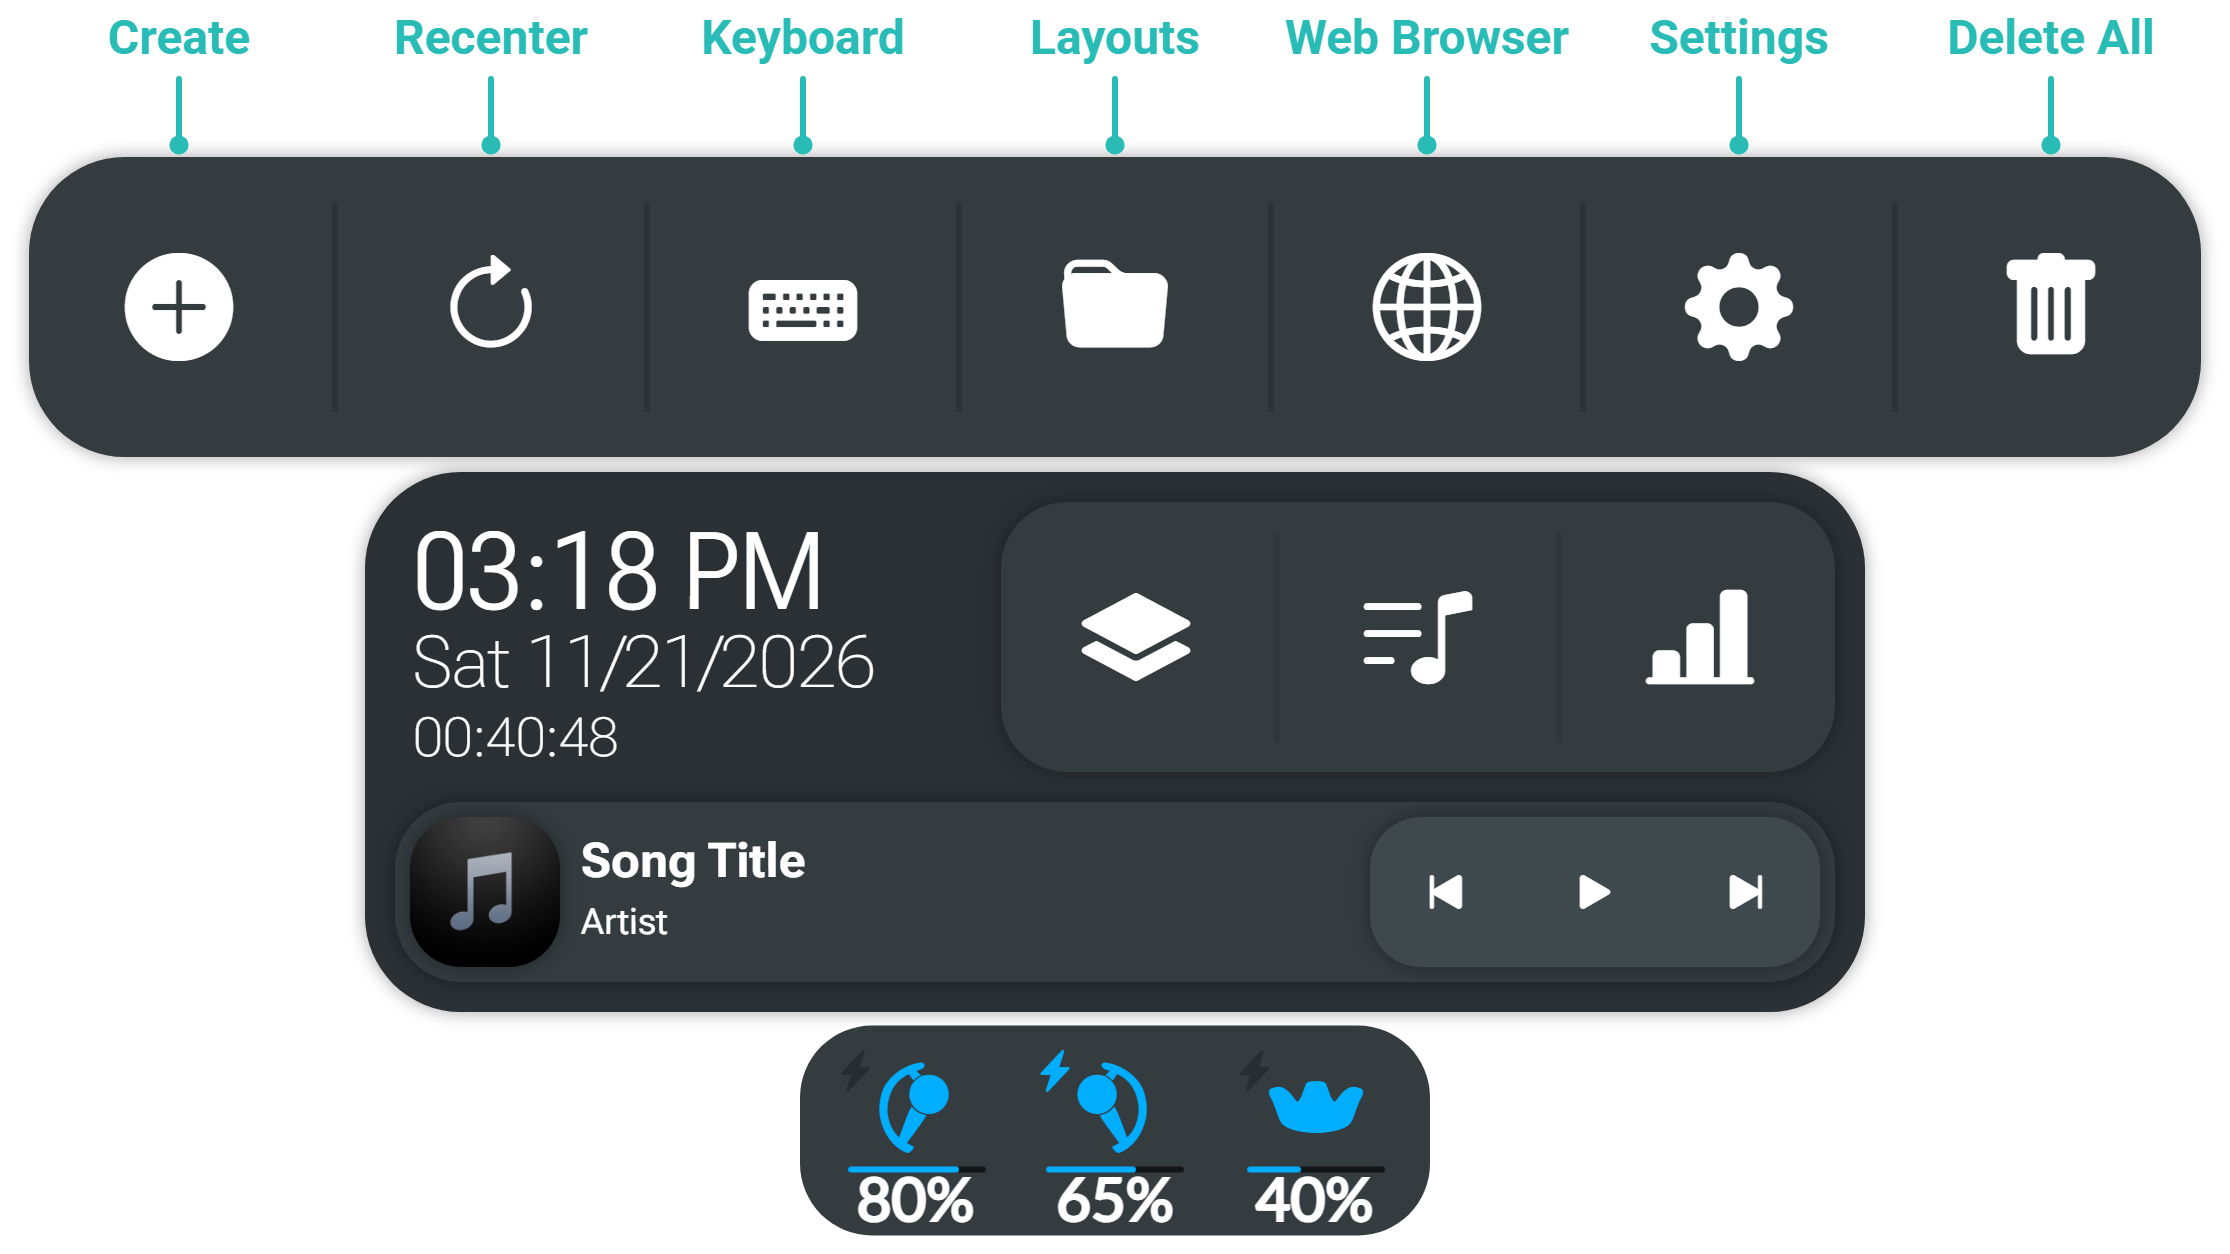 Create Recenter Keyboard Layouts Web Browser Settings Delete All
03:18 PM
Sat 11/21/2026
00:40:48
Song Title
Artist
80% 65% 40%